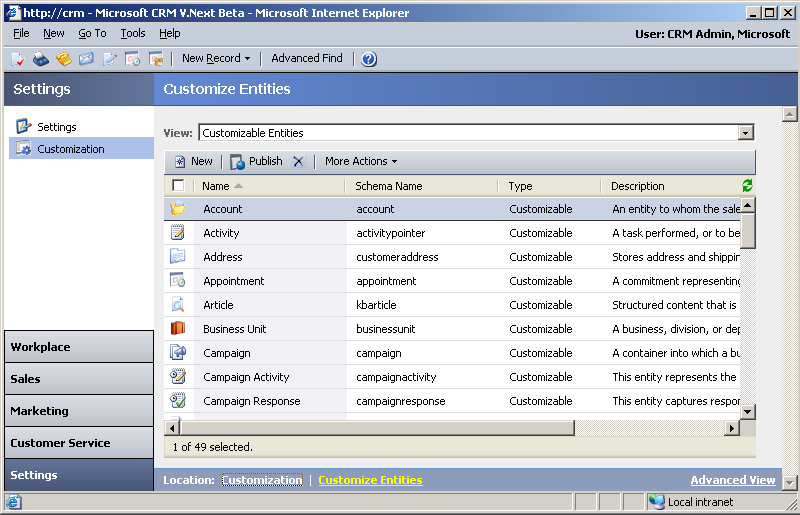 http://crm - Microsoft CRM V.Next Beta - Microsoft Internet Explorer
File New Go To Tools Help User: CRM Admin, Microsoft
New Record Advanced Find
Settings Customize Entities
Settings
Customization
View: Customizable Entities
New Publish More Actions
Name Schema Name Type Description
Account account Customizable An entity to whom the sale
Activity activitypointer Customizable A task performed, or to be
Address customeraddress Customizable Stores address and shippin
Appointment appointment Customizable A commitment representing
Article kbarticle Customizable Structured content that is
Business Unit businessunit Customizable A business, division, or dep
Campaign campaign Customizable A container into which a bu
Campaign Activity campaignactivity Customizable This entity represents the
Campaign Response campaignresponse Customizable This entity captures respor
1 of 49 selected.
Workplace
Sales
Marketing
Customer Service
Settings
Location: Customization | Customize Entities Advanced View
Local intranet